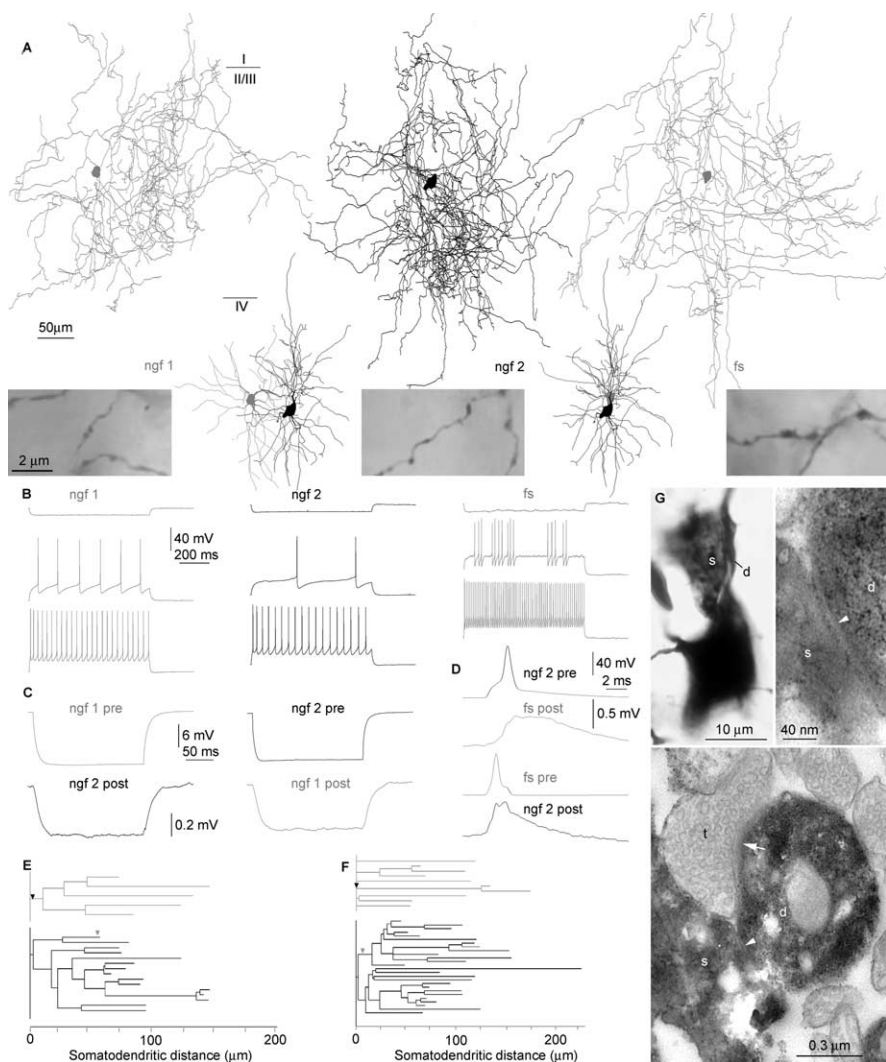 A
I
II/III
IV
50μm
ngf 1
ngf 2
fs
2 μm
B
ngf 1
ngf 2
fs
40 mV
200 ms
C
ngf 1 pre
ngf 2 pre
6 mV
50 ms
ngf 2 post
ngf 1 post
0.2 mV
D
40 mV
2 ms
ngf 2 pre
0.5 mV
fs post
fs pre
ngf 2 post
E
0 100 200
Somatodendritic distance (μm)
F
0 100 200
Somatodendritic distance (μm)
G
s
d
10 μm
d
s
40 nm
t
d
s
0.3 μm